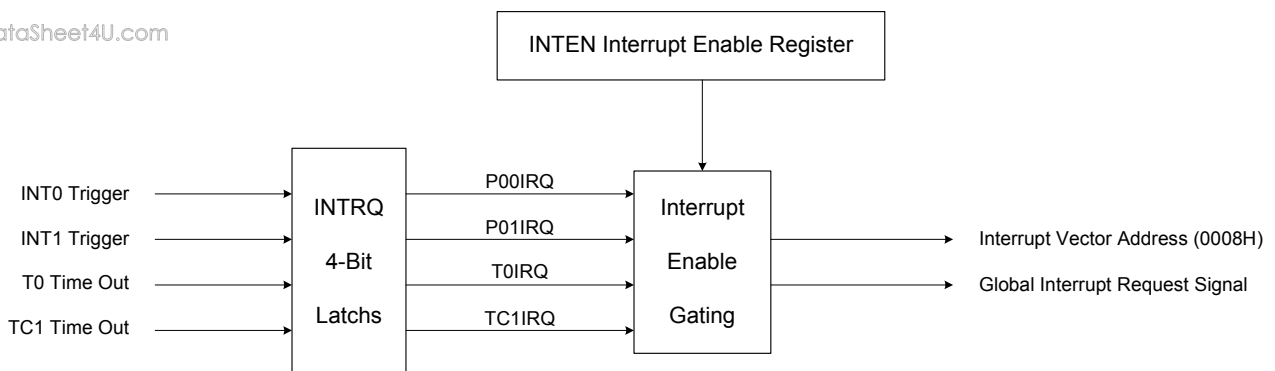 ataSheet4U.com
INTEN Interrupt Enable Register
INT0 Trigger
INT1 Trigger
T0 Time Out
TC1 Time Out
INTRQ
4-Bit
Latchs
P00IRQ
P01IRQ
T0IRQ
TC1IRQ
Interrupt
Enable
Gating
Interrupt Vector Address (0008H)
Global Interrupt Request Signal